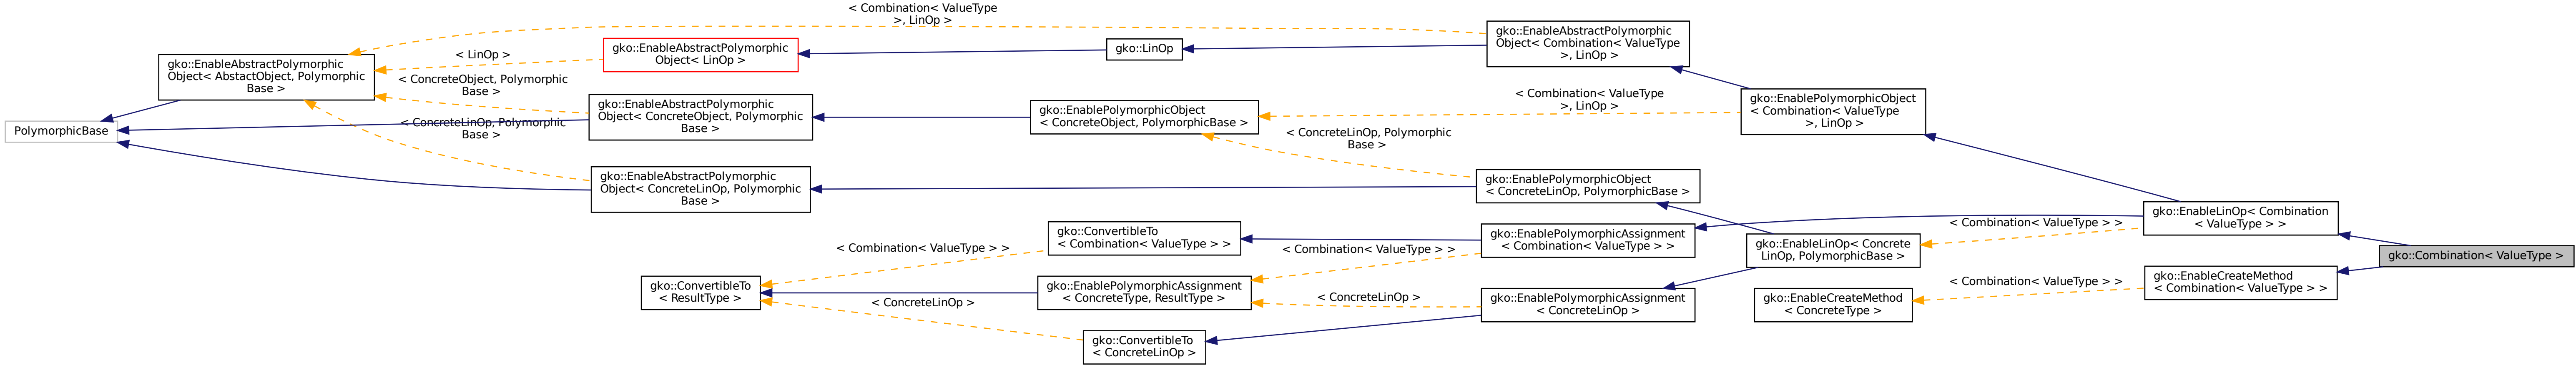 PolymorphicBase
gko::EnableAbstractPolymorphic
Object< AbstactObject, Polymorphic
Base >
< Combination< ValueType
>, LinOp >
< LinOp >
< ConcreteObject, Polymorphic
Base >
< ConcreteLinOp, Polymorphic
Base >
gko::EnableAbstractPolymorphic
Object< LinOp >
gko::EnableAbstractPolymorphic
Object< ConcreteObject, Polymorphic
Base >
gko::EnableAbstractPolymorphic
Object< ConcreteLinOp, Polymorphic
Base >
gko::ConvertibleTo
< ResultType >
< Combination< ValueType > >
< ConcreteLinOp >
gko::LinOp
gko::EnablePolymorphicObject
< ConcreteObject, PolymorphicBase >
gko::ConvertibleTo
< Combination< ValueType > >
gko::EnablePolymorphicAssignment
< ConcreteType, ResultType >
gko::ConvertibleTo
< ConcreteLinOp >
< Combination< ValueType
>, LinOp >
< ConcreteLinOp, Polymorphic
Base >
< Combination< ValueType > >
< ConcreteLinOp >
gko::EnableAbstractPolymorphic
Object< Combination< ValueType
>, LinOp >
gko::EnablePolymorphicObject
< ConcreteLinOp, PolymorphicBase >
gko::EnablePolymorphicAssignment
< Combination< ValueType > >
gko::EnablePolymorphicAssignment
< ConcreteLinOp >
gko::EnablePolymorphicObject
< Combination< ValueType
>, LinOp >
gko::EnableLinOp< Concrete
LinOp, PolymorphicBase >
gko::EnableCreateMethod
< ConcreteType >
< Combination< ValueType > >
< Combination< ValueType > >
gko::EnableLinOp< Combination
< ValueType > >
gko::EnableCreateMethod
< Combination< ValueType > >
gko::Combination< ValueType >